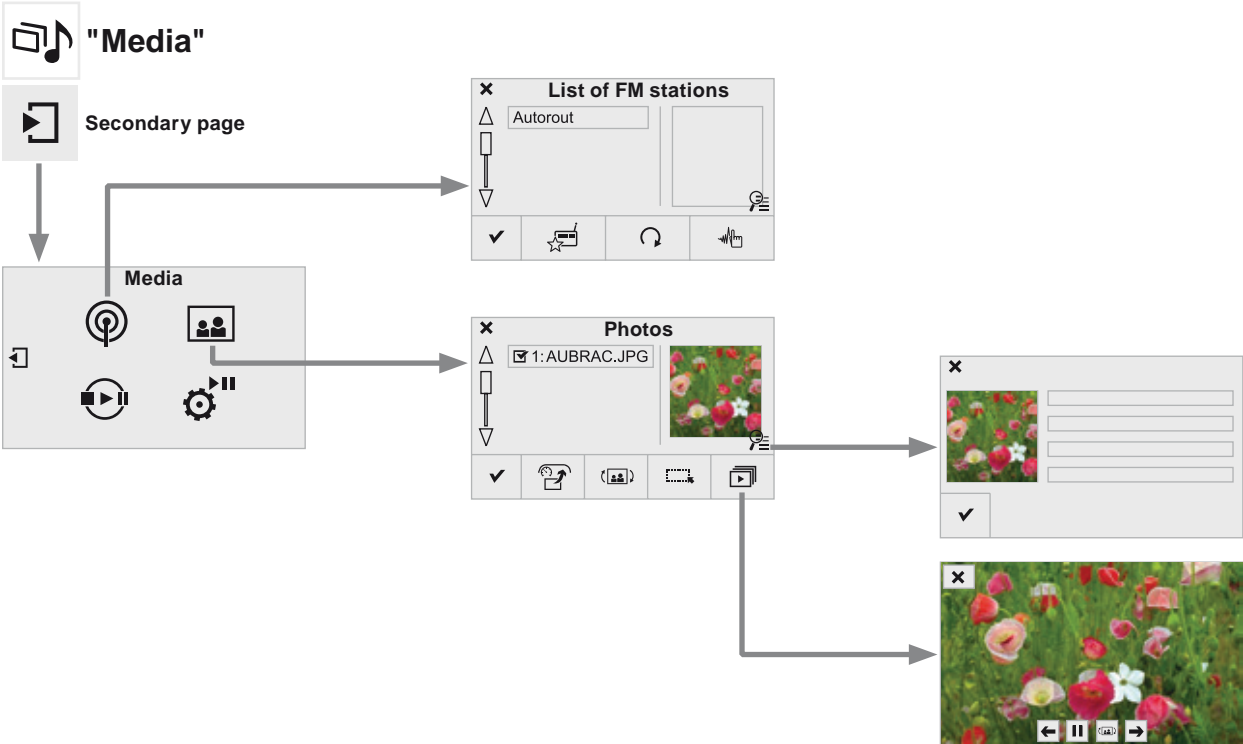 "Media"
Secondary page
List of FM stations
Autorout
Media
Photos
1: AUBRAC.JPG